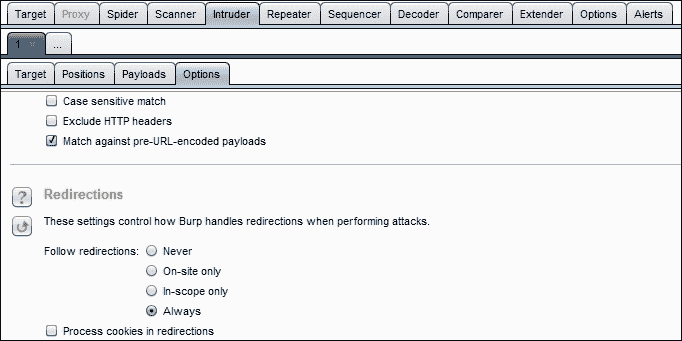 Target Proxy Spider Scanner Intruder Repeater Sequencer Decoder Comparer Extender Options Alerts
1 × ...
Target Positions Payloads Options
Case sensitive match
Exclude HTTP headers
Match against pre-URL-encoded payloads
? Redirections
These settings control how Burp handles redirections when performing attacks.
Follow redirections: Never
On-site only
In-scope only
Always
Process cookies in redirections